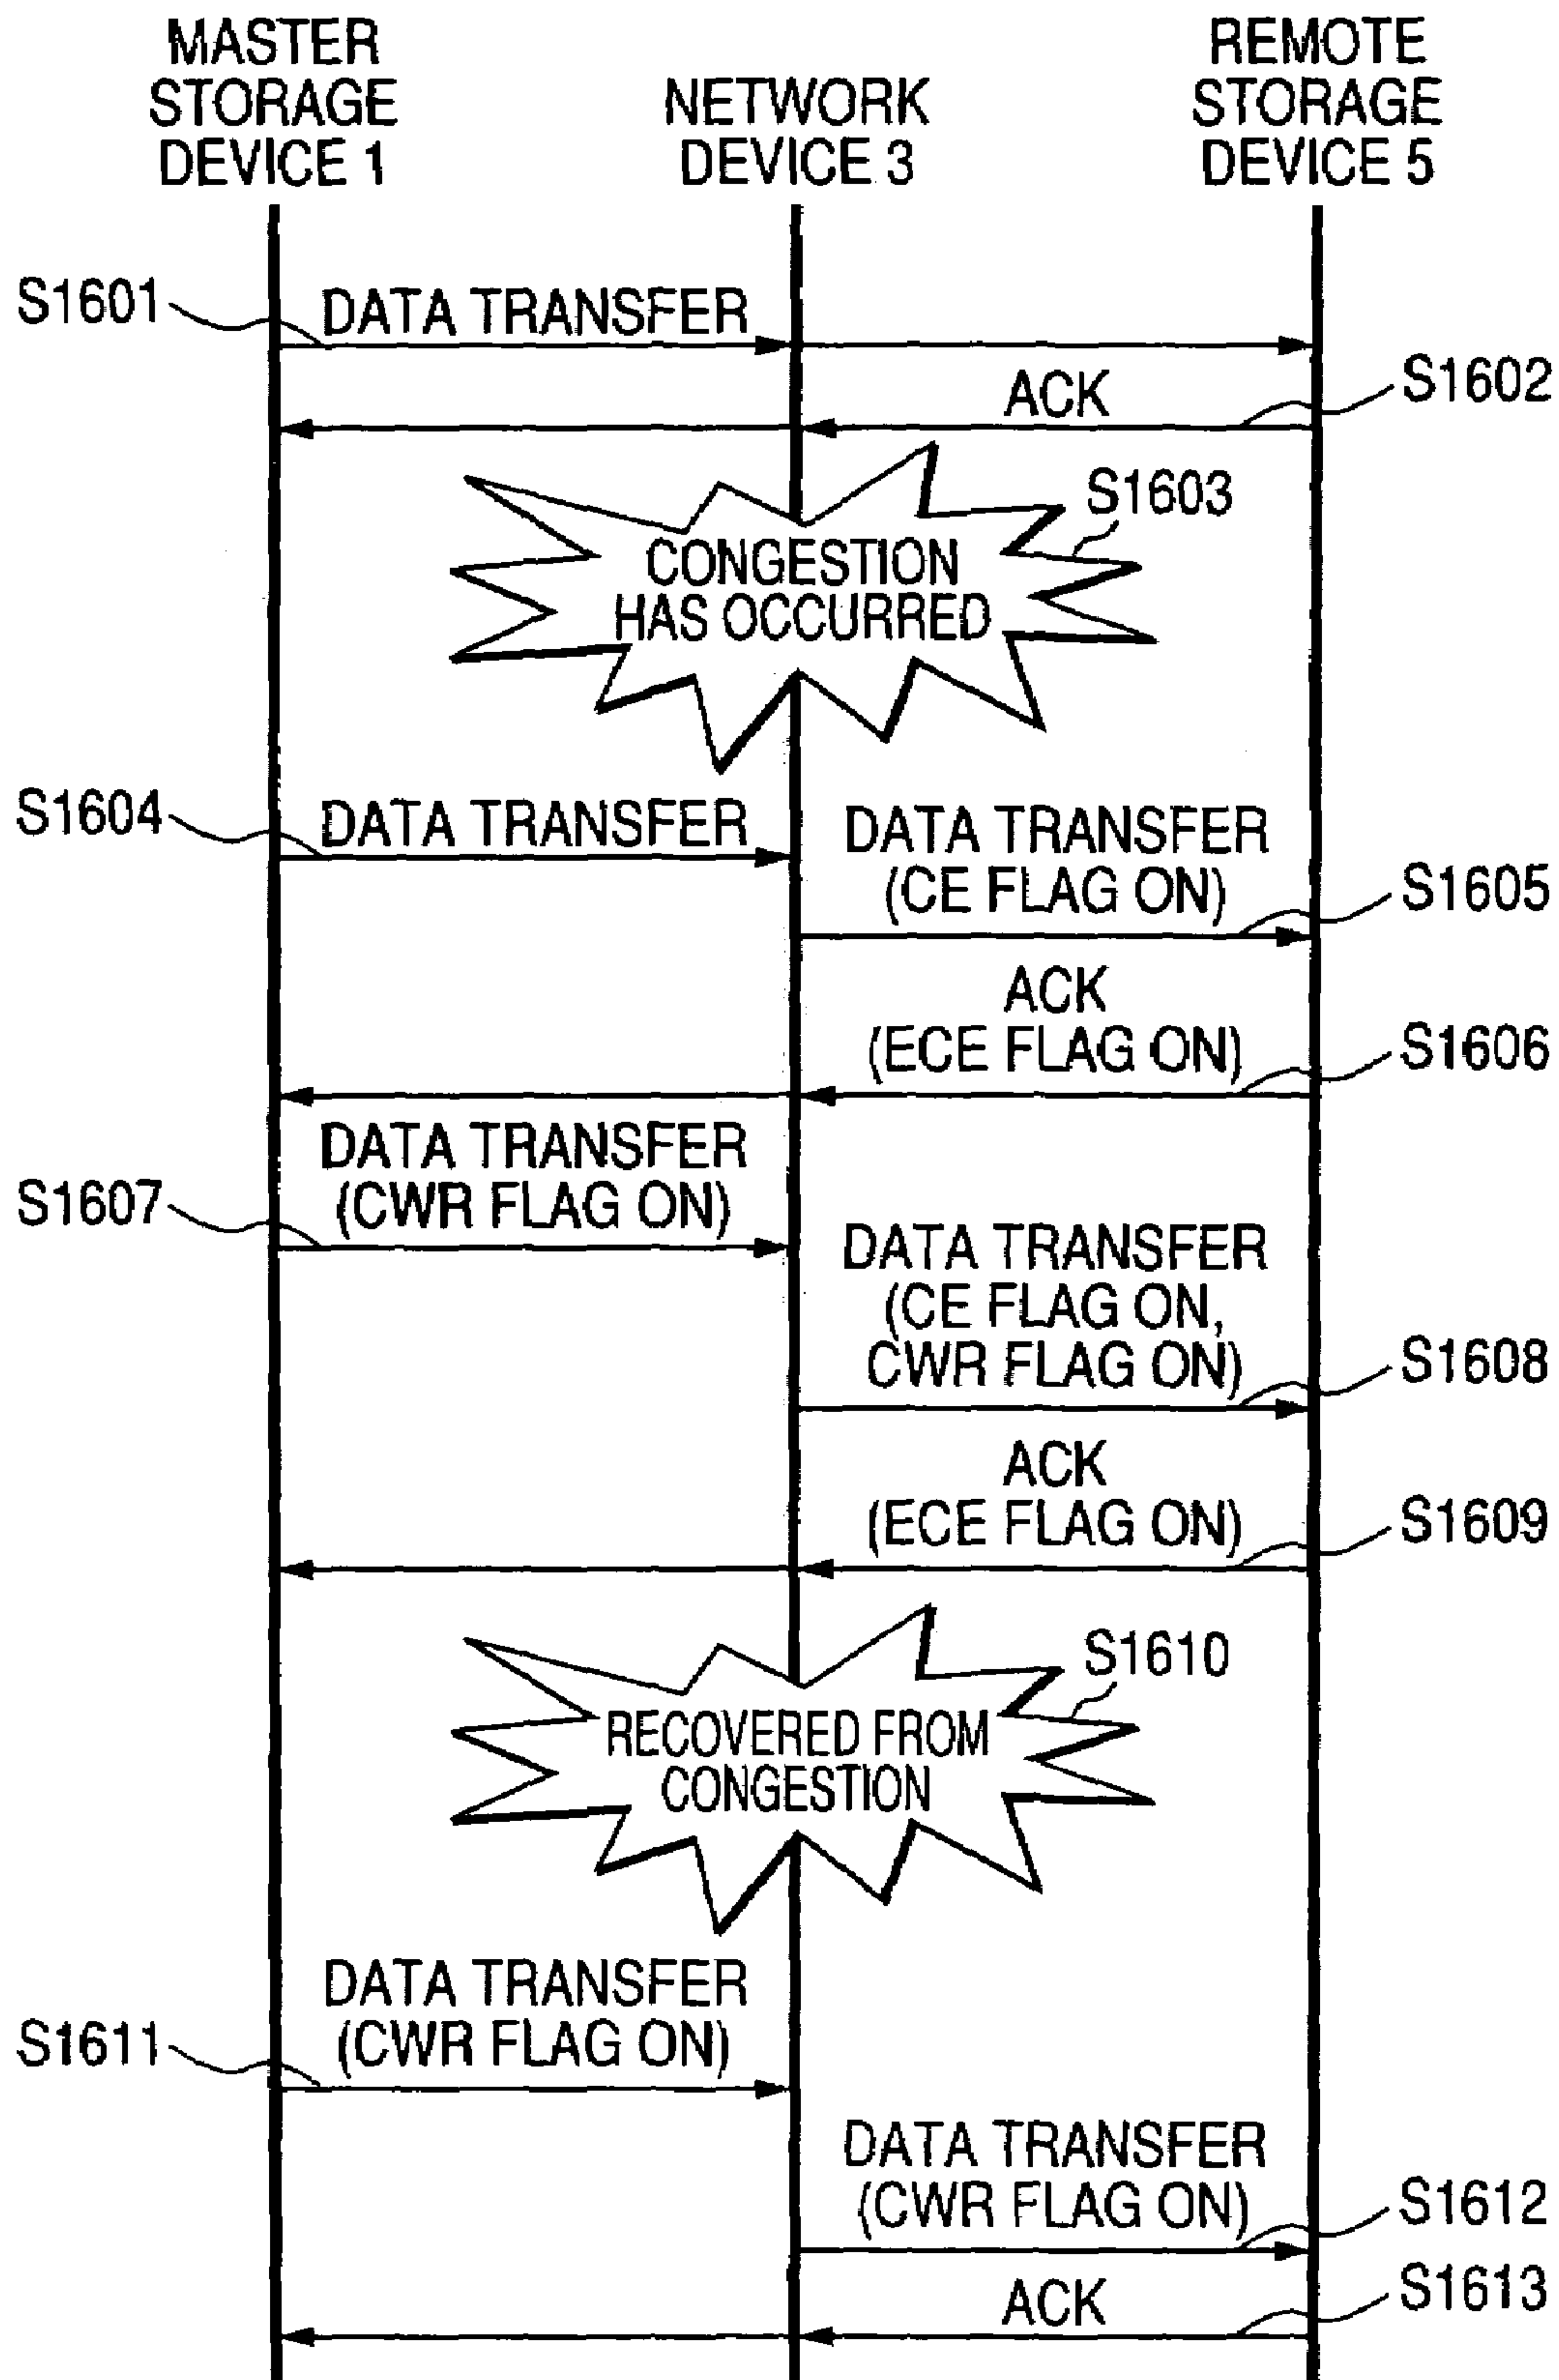 MASTER
STORAGE
DEVICE 1
NETWORK
DEVICE 3
REMOTE
STORAGE
DEVICE 5
S1601
DATA TRANSFER
ACK
S1602
S1603
CONGESTION
HAS OCCURRED
S1604
DATA TRANSFER
DATA TRANSFER
(CE FLAG ON)
S1605
ACK
(ECE FLAG ON)
S1606
DATA TRANSFER
(CWR FLAG ON)
S1607
DATA TRANSFER
(CE FLAG ON,
CWR FLAG ON)
S1608
ACK
(ECE FLAG ON)
S1609
S1610
RECOVERED FROM
CONGESTION
DATA TRANSFER
(CWR FLAG ON)
S1611
DATA TRANSFER
(CWR FLAG ON)
S1612
ACK
S1613